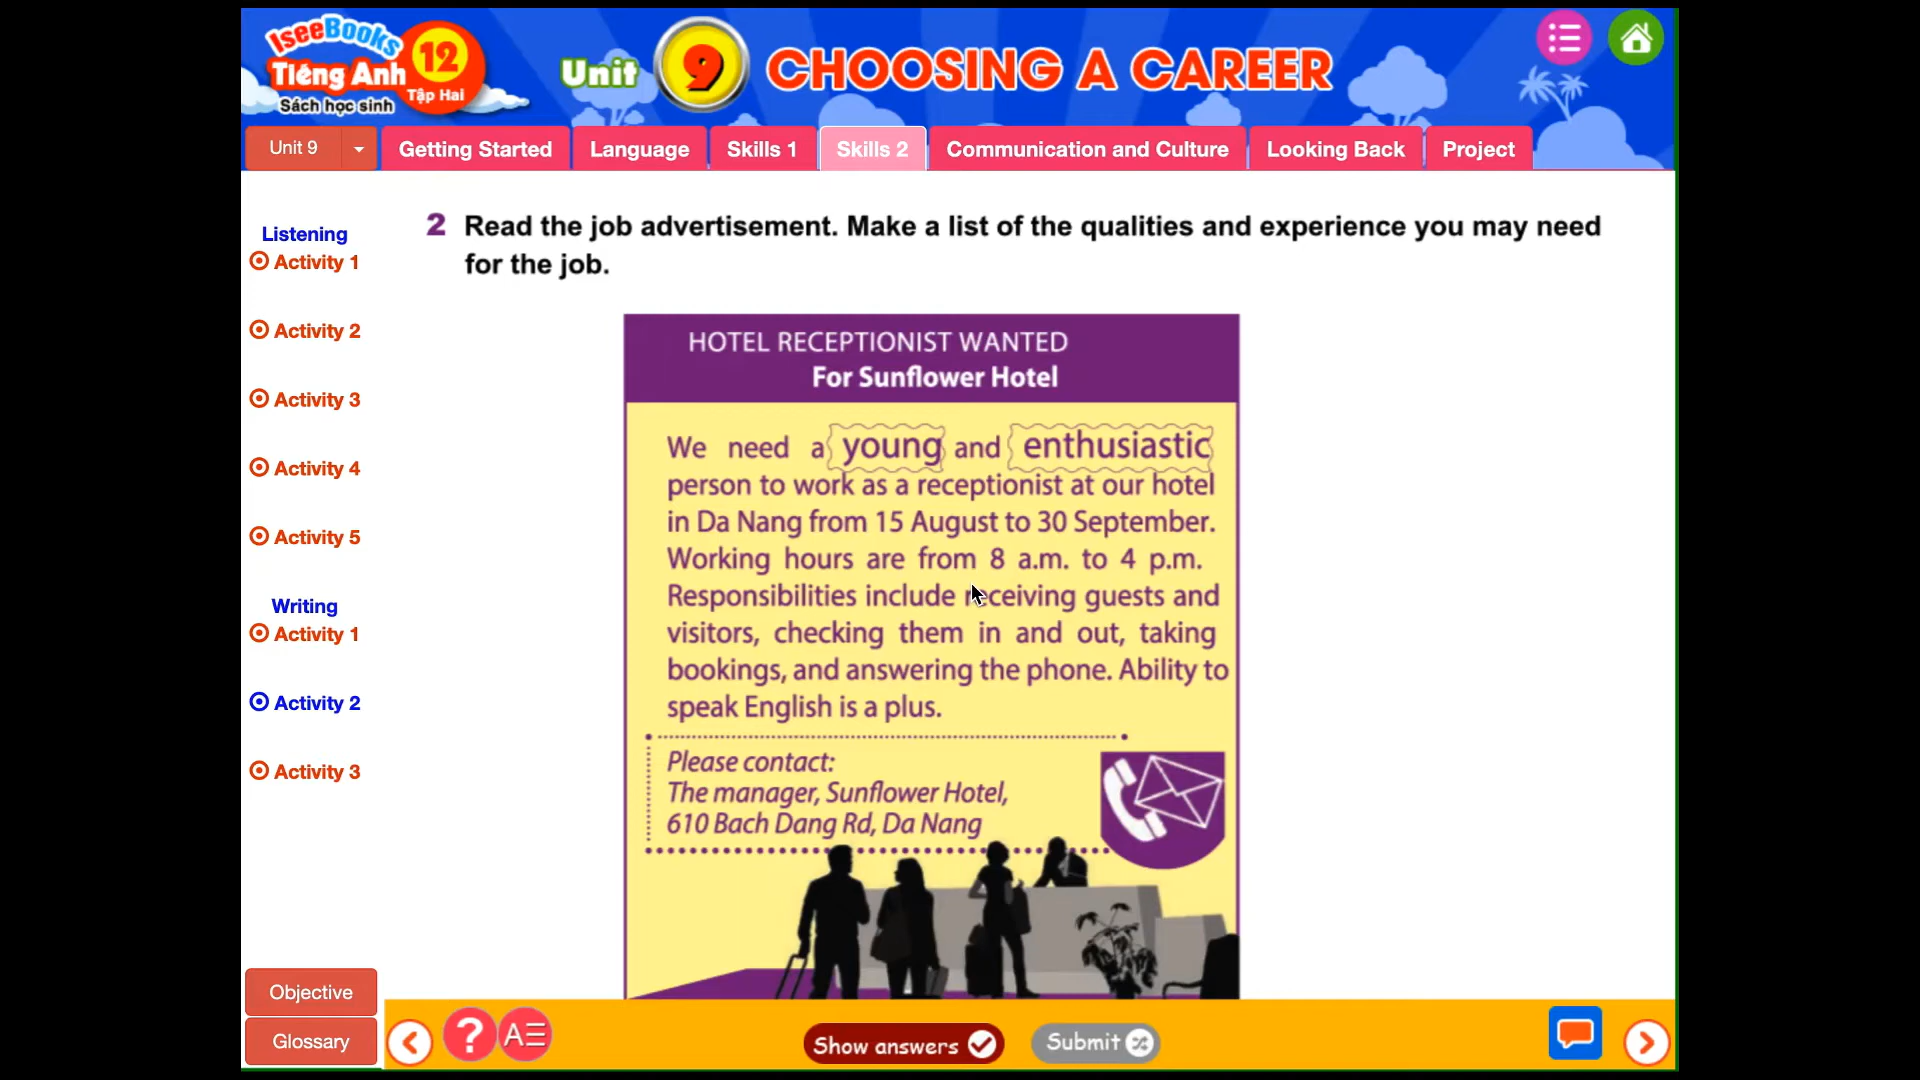 IseeBooks
Tiếng Anh 12
Tập Hai
Sách học sinh
Unit 9 CHOOSING A CAREER
Unit 9
Getting Started
Language
Skills 1
Skills 2
Communication and Culture
Looking Back
Project
Listening
Activity 1
Activity 2
Activity 3
Activity 4
Activity 5
Writing
Activity 1
Activity 2
Activity 3
Objective
Glossary
2 Read the job advertisement. Make a list of the qualities and experience you may need
for the job.
HOTEL RECEPTIONIST WANTED
For Sunflower Hotel
We need a young and enthusiastic
person to work as a receptionist at our hotel
in Da Nang from 15 August to 30 September.
Working hours are from 8 a.m. to 4 p.m.
Responsibilities include receiving guests and
visitors, checking them in and out, taking
bookings, and answering the phone. Ability to
speak English is a plus.
Please contact:
The manager, Sunflower Hotel,
610 Bach Dang Rd, Da Nang
?
A
Show answers
Submit